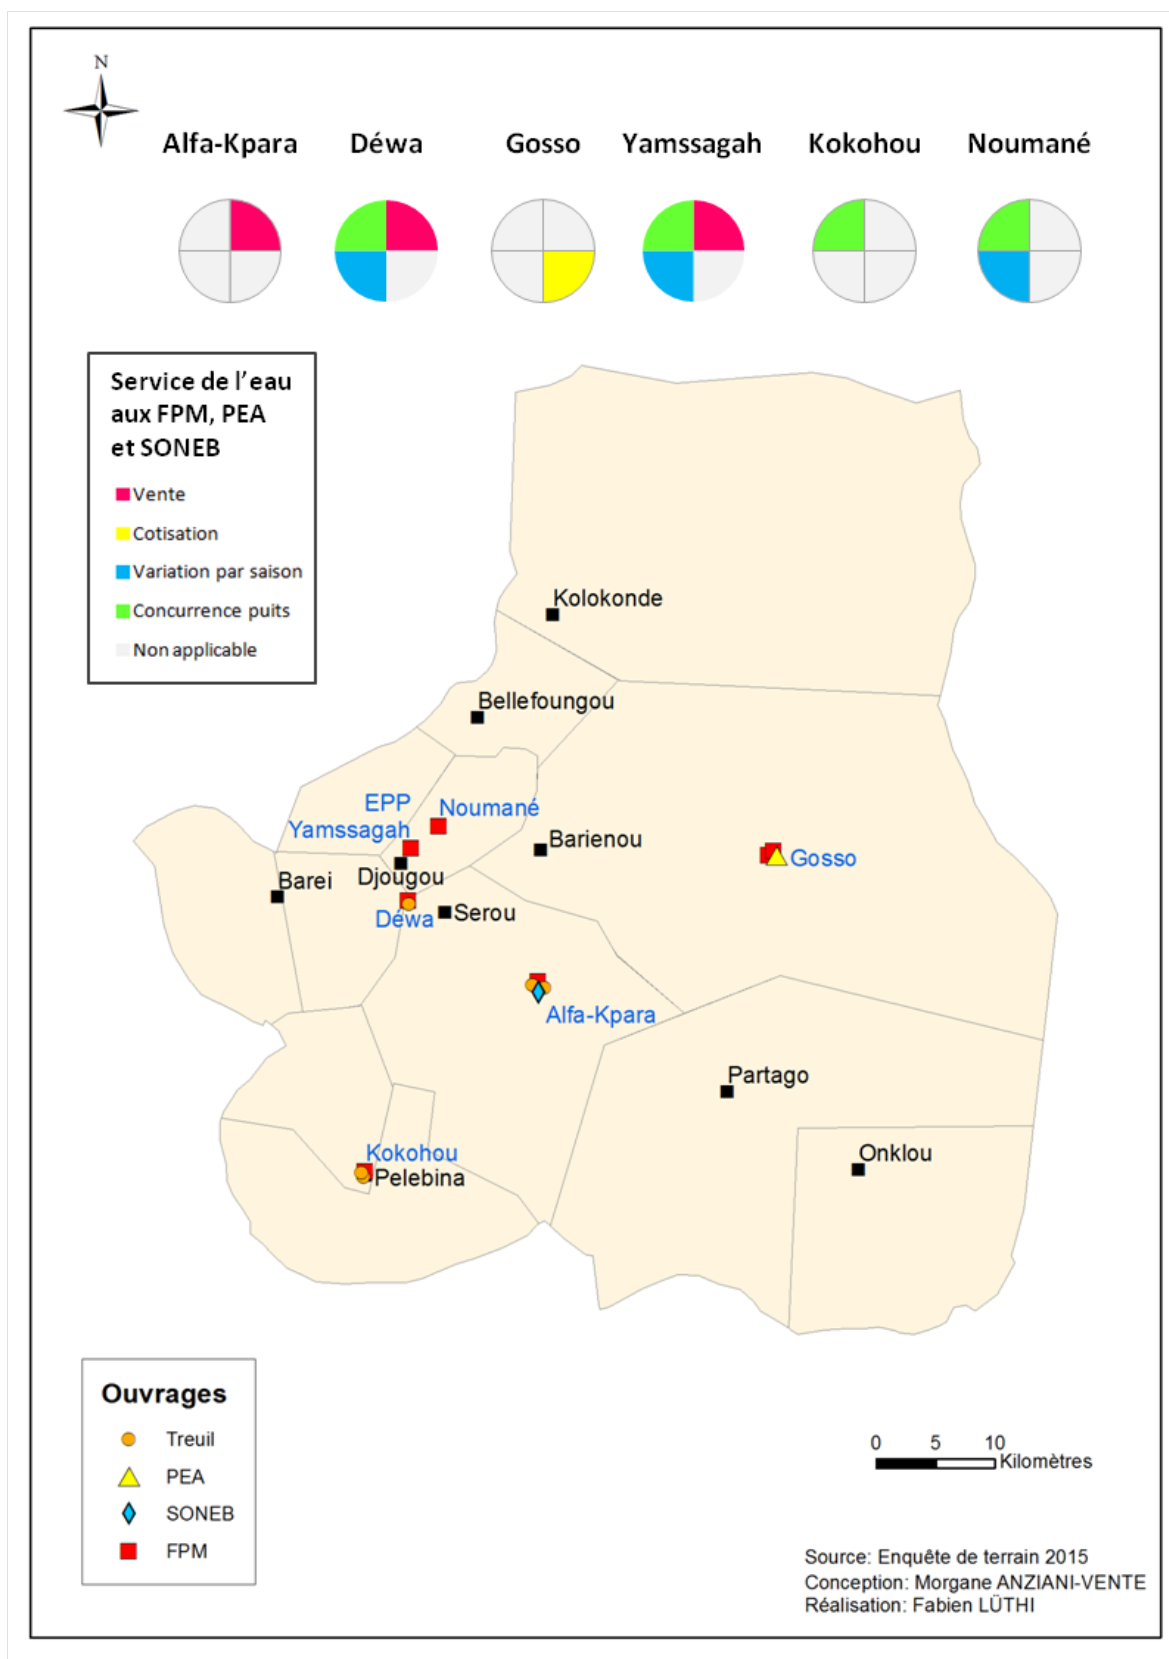 N
Alfa-Kpara
Déwa
Gosso
Yamssagah
Kokohou
Noumané
Service de l’eau
aux FPM, PEA
et SONEB
Vente
Cotisation
Variation par saison
Concurrence puits
Non applicable
Kolokonde
Bellefoungou
EPP
Yamssagah
Noumané
Barienou
Gosso
Djougou
Barei
Déwa
Serou
Alfa-Kpara
Partago
Kokohou
Pelebina
Onklou
Ouvrages
Treuil
PEA
SONEB
FPM
0 5 10
Kilomètres
Source: Enquête de terrain 2015
Conception: Morgane ANZIANI-VENTE
Réalisation: Fabien LÜTHI